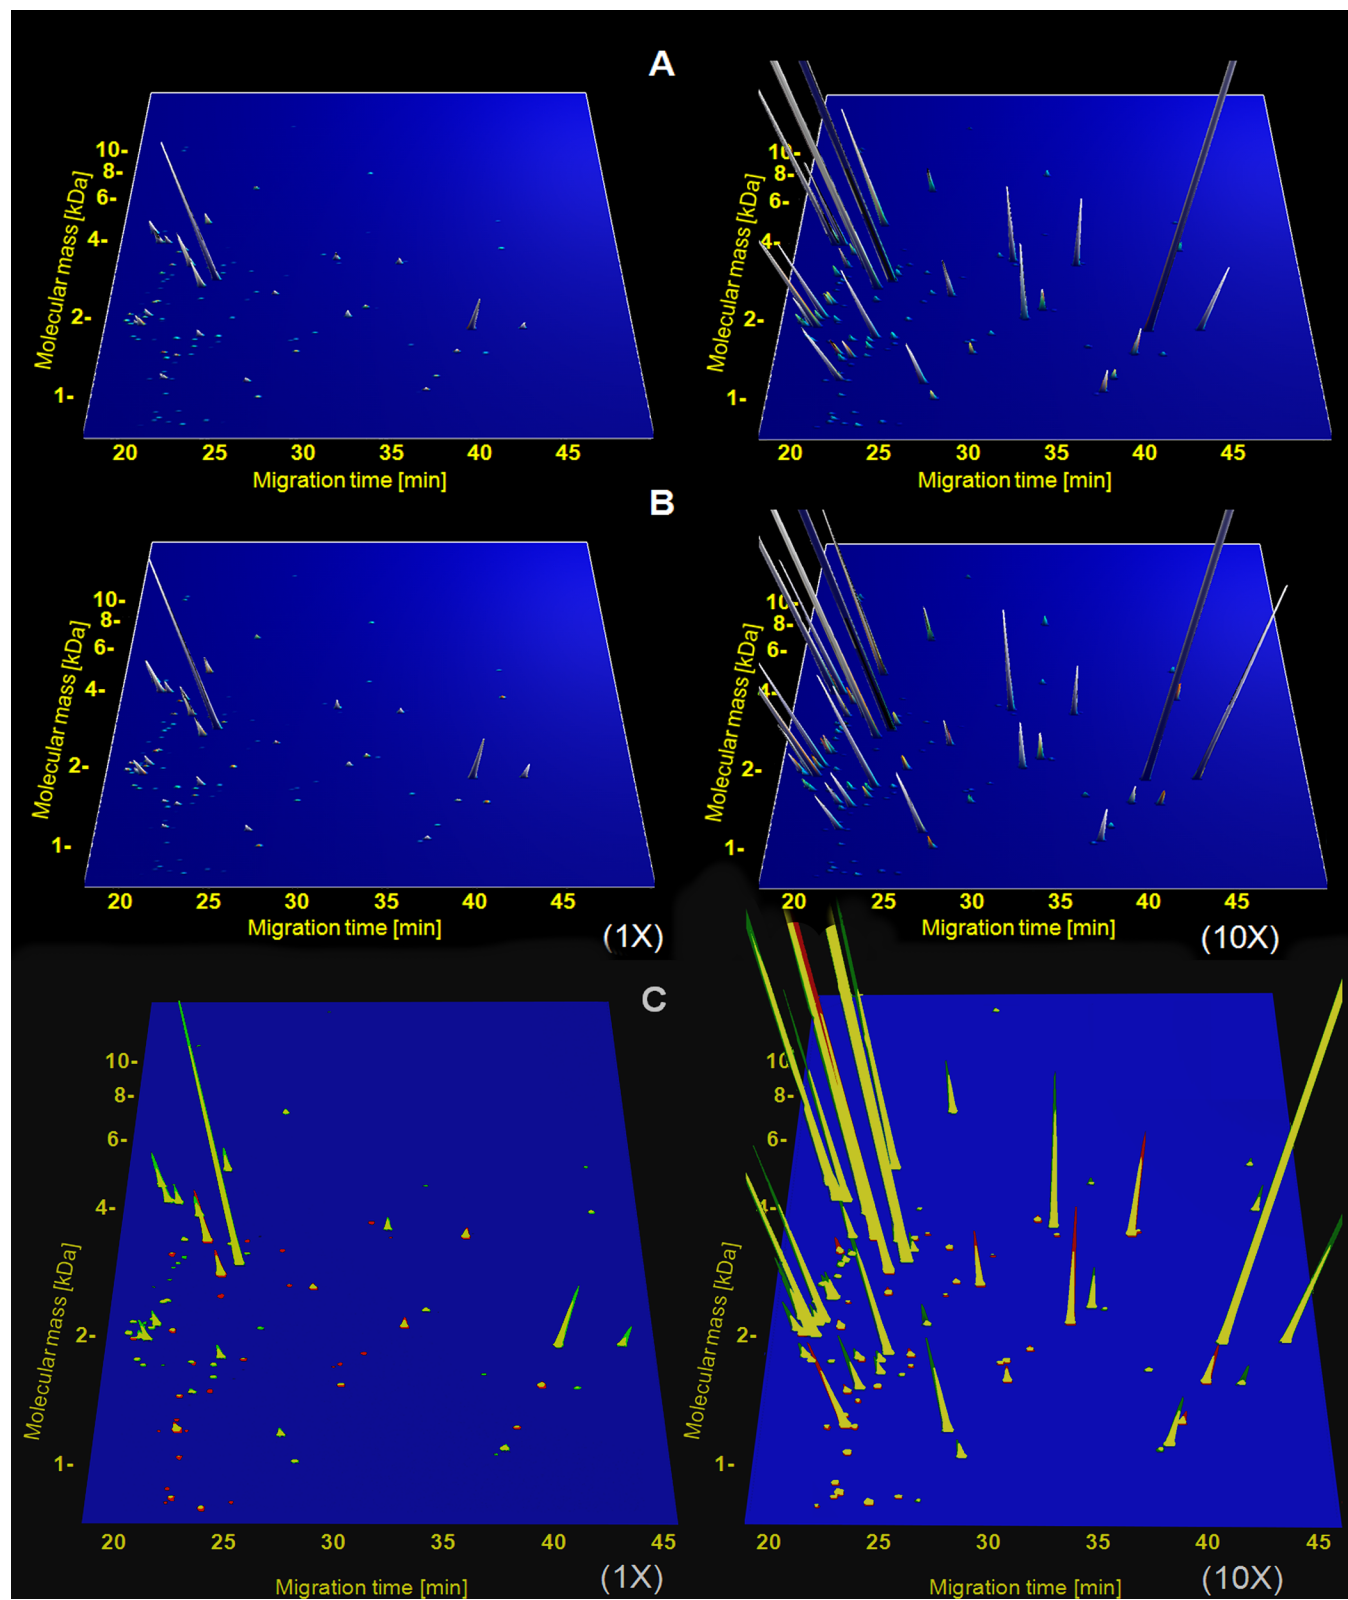 A
10-
8-
6-
4-
2-
1-
Molecular mass [kDa]
20 25 30 35 40 45
Migration time [min]
10-
8-
6-
4-
2-
1-
Molecular mass [kDa]
20 25 30 35 40 45
Migration time [min]
B
10-
8-
6-
4-
2-
1-
Molecular mass [kDa]
20 25 30 35 40 45
Migration time [min]
(1X)
10-
8-
6-
4-
2-
1-
Molecular mass [kDa]
20 25 30 35 40 45
Migration time [min]
(10X)
C
10-
8-
6-
4-
2-
1-
Molecular mass [kDa]
20 25 30 35 40 45
Migration time [min]
(1X)
10
8-
6-
4-
2-
1-
Molecular mass [kDa]
20 25 30 35 40 45
Migration time [min]
(10X)